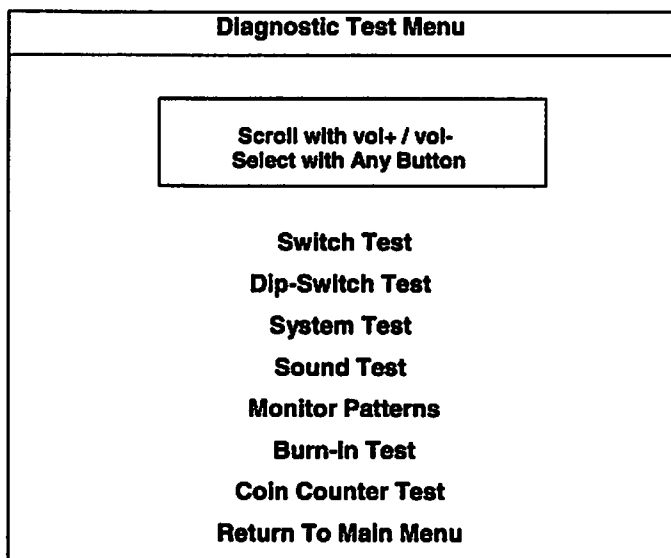 Diagnostic Test Menu
Scroll with vol+ / vol-
Select with Any Button
Switch Test
Dip-Switch Test
System Test
Sound Test
Monitor Patterns
Burn-In Test
Coin Counter Test
Return To Main Menu